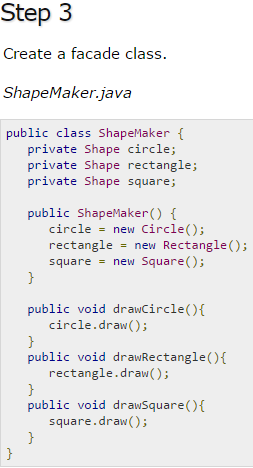 Step 3
Create a facade class.
ShapeMaker.java
public class ShapeMaker {
   private Shape circle;
   private Shape rectangle;
   private Shape square;

   public ShapeMaker() {
      circle = new Circle();
      rectangle = new Rectangle();
      square = new Square();
   }

   public void drawCircle(){
      circle.draw();
   }
   public void drawRectangle(){
      rectangle.draw();
   }
   public void drawSquare(){
      square.draw();
   }
}